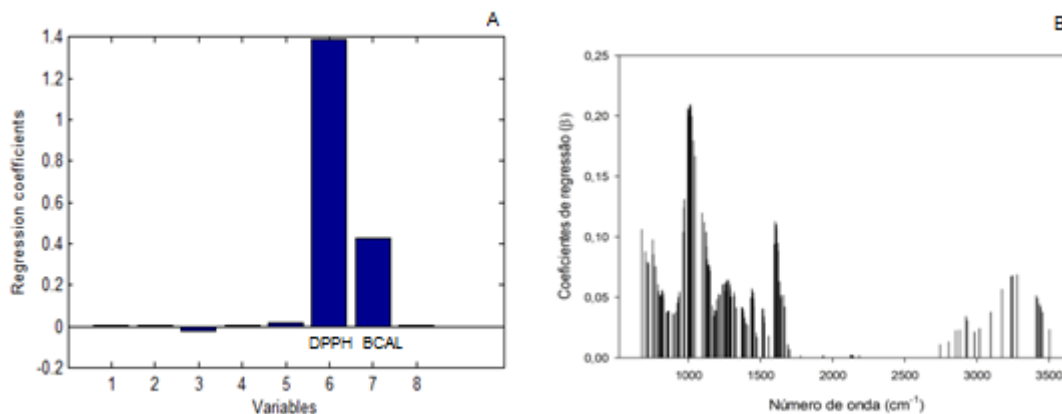 A
Regression coefficients
1.4
1.2
1
0.8
0.6
0.4
0.2
0
-0.2
DPPH BCAL
1 2 3 4 5 6 7 8
Variables
B
Coeficientes de regressão (β)
0,25
0,20
0,15
0,10
0,05
0,00
1000 1500 2000 2500 3000 3500
Número de onda (cm-1)